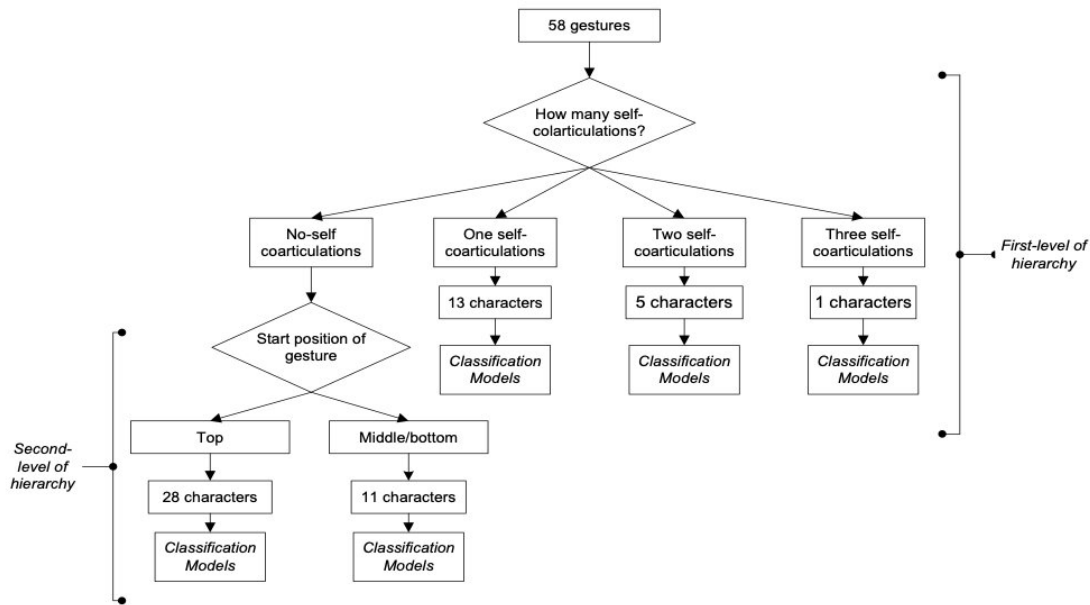 58 gestures
How many self-
colarticulations?
No-self
coarticulations
One self-
coarticulations
Two self-
coarticulations
Three self-
coarticulations
First-level of
hierarchy
13 characters
5 characters
1 characters
Start position of
gesture
Classification
Models
Classification
Models
Classification
Models
Second-
level of
hierarchy
Top
Middle/bottom
28 characters
11 characters
Classification
Models
Classification
Models